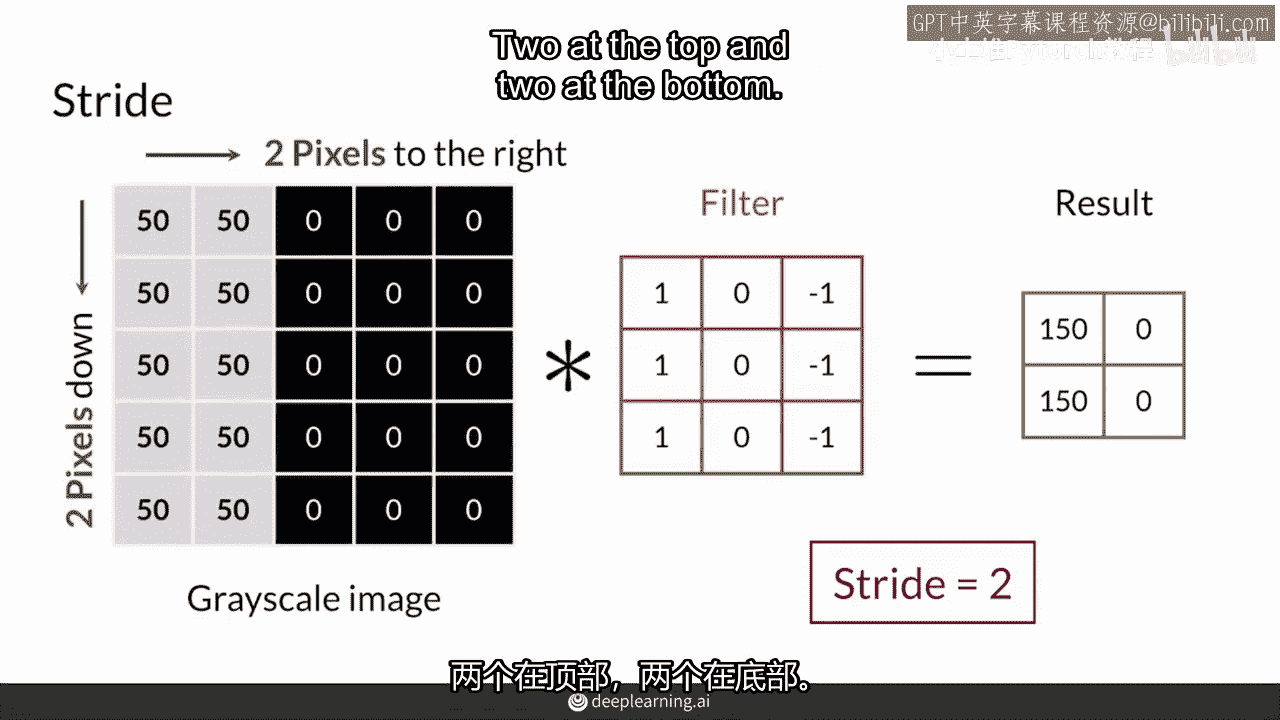 GPT中英字幕课程资源@bilibili.com
Two at the top and
two at the bottom.
bilibili
Stride
2 Pixels to the right
2 Pixels down
50 50 0 0 0
50 50 0 0 0
50 50 0 0 0
50 50 0 0 0
50 50 0 0 0
Grayscale image
*
Filter
1 0 -1
1 0 -1
1 0 -1
=
Result
150 0
150 0
Stride = 2
两个在顶部，两个在底部。
deeplearning.ai